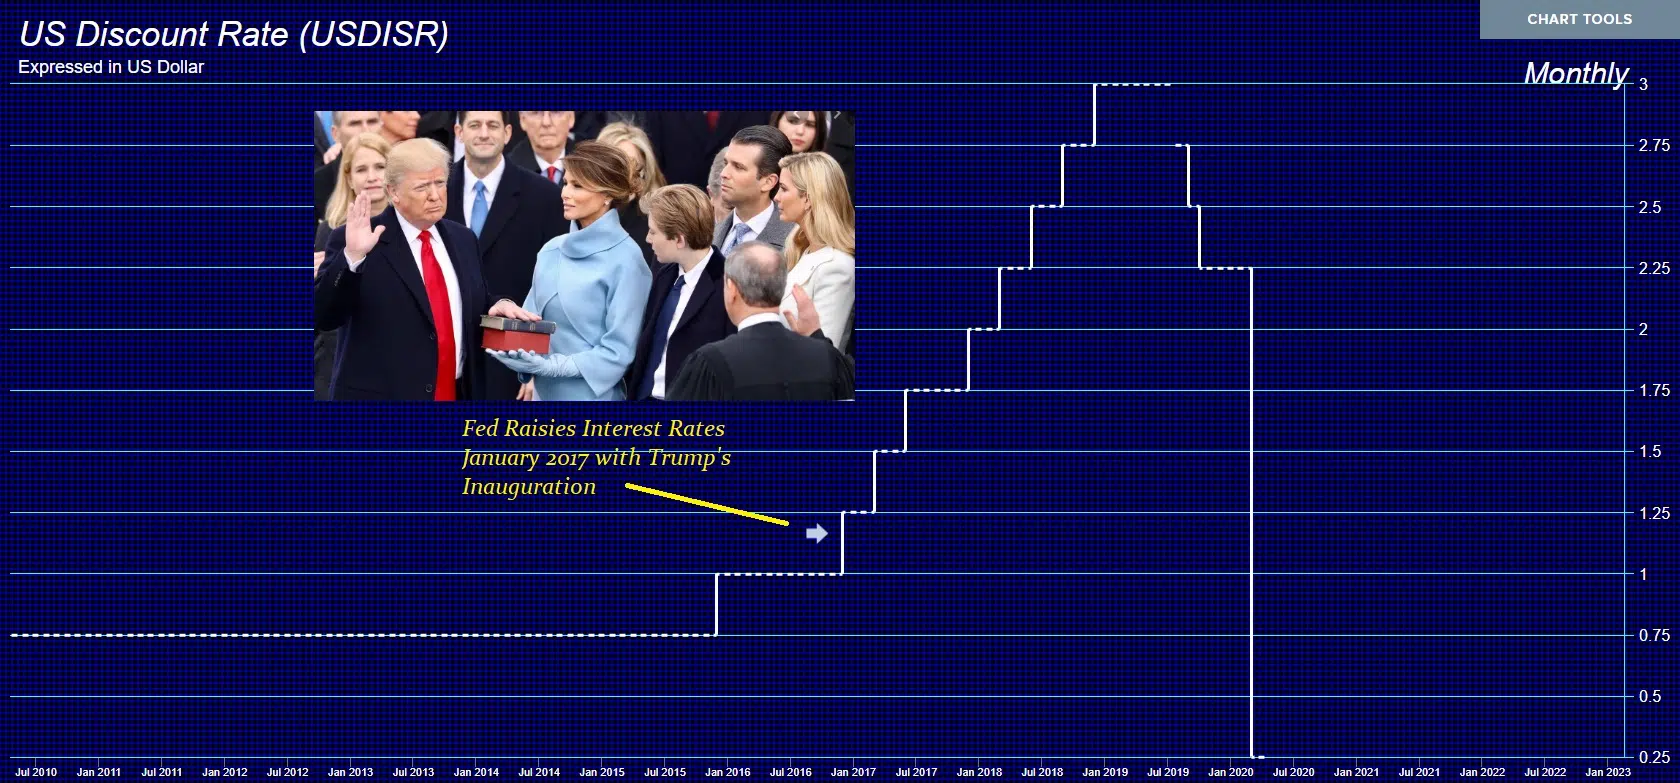 US Discount Rate (USDISR)
CHART TOOLS
Expressed in US Dollar
Monthly
3
2.75
2.5
2.25
2
1.75
1.5
1.25
1
0.75
0.5
0.25
Fed Raisies Interest Rates
January 2017 with Trump's
Inauguration
Jul 2010 Jan 2011 Jul 2011 Jan 2012 Jul 2012 Jan 2013 Jul 2013 Jan 2014 Jul 2014 Jan 2015 Jul 2015 Jan 2016 Jul 2016 Jan 2017 Jul 2017 Jan 2018 Jul 2018 Jan 2019 Jul 2019 Jan 2020 Jul 2020 Jan 2021 Jul 2021 Jan 2022 Jul 2022 Jan 2023